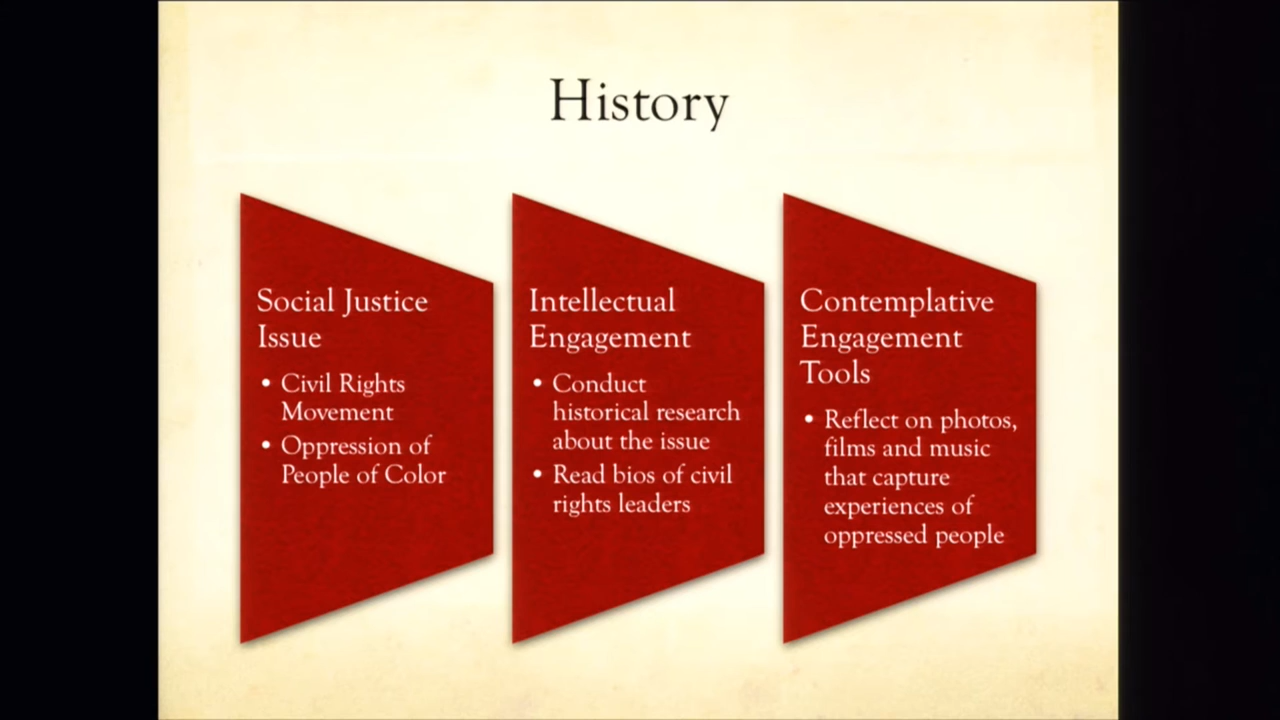 History
Social Justice
Issue
• Civil Rights
Movement
• Oppression of
People of Color
Intellectual
Engagement
• Conduct
historical research
about the issue
• Read bios of civil
rights leaders
Contemplative
Engagement
Tools
• Reflect on photos,
films and music
that capture
experiences of
oppressed people